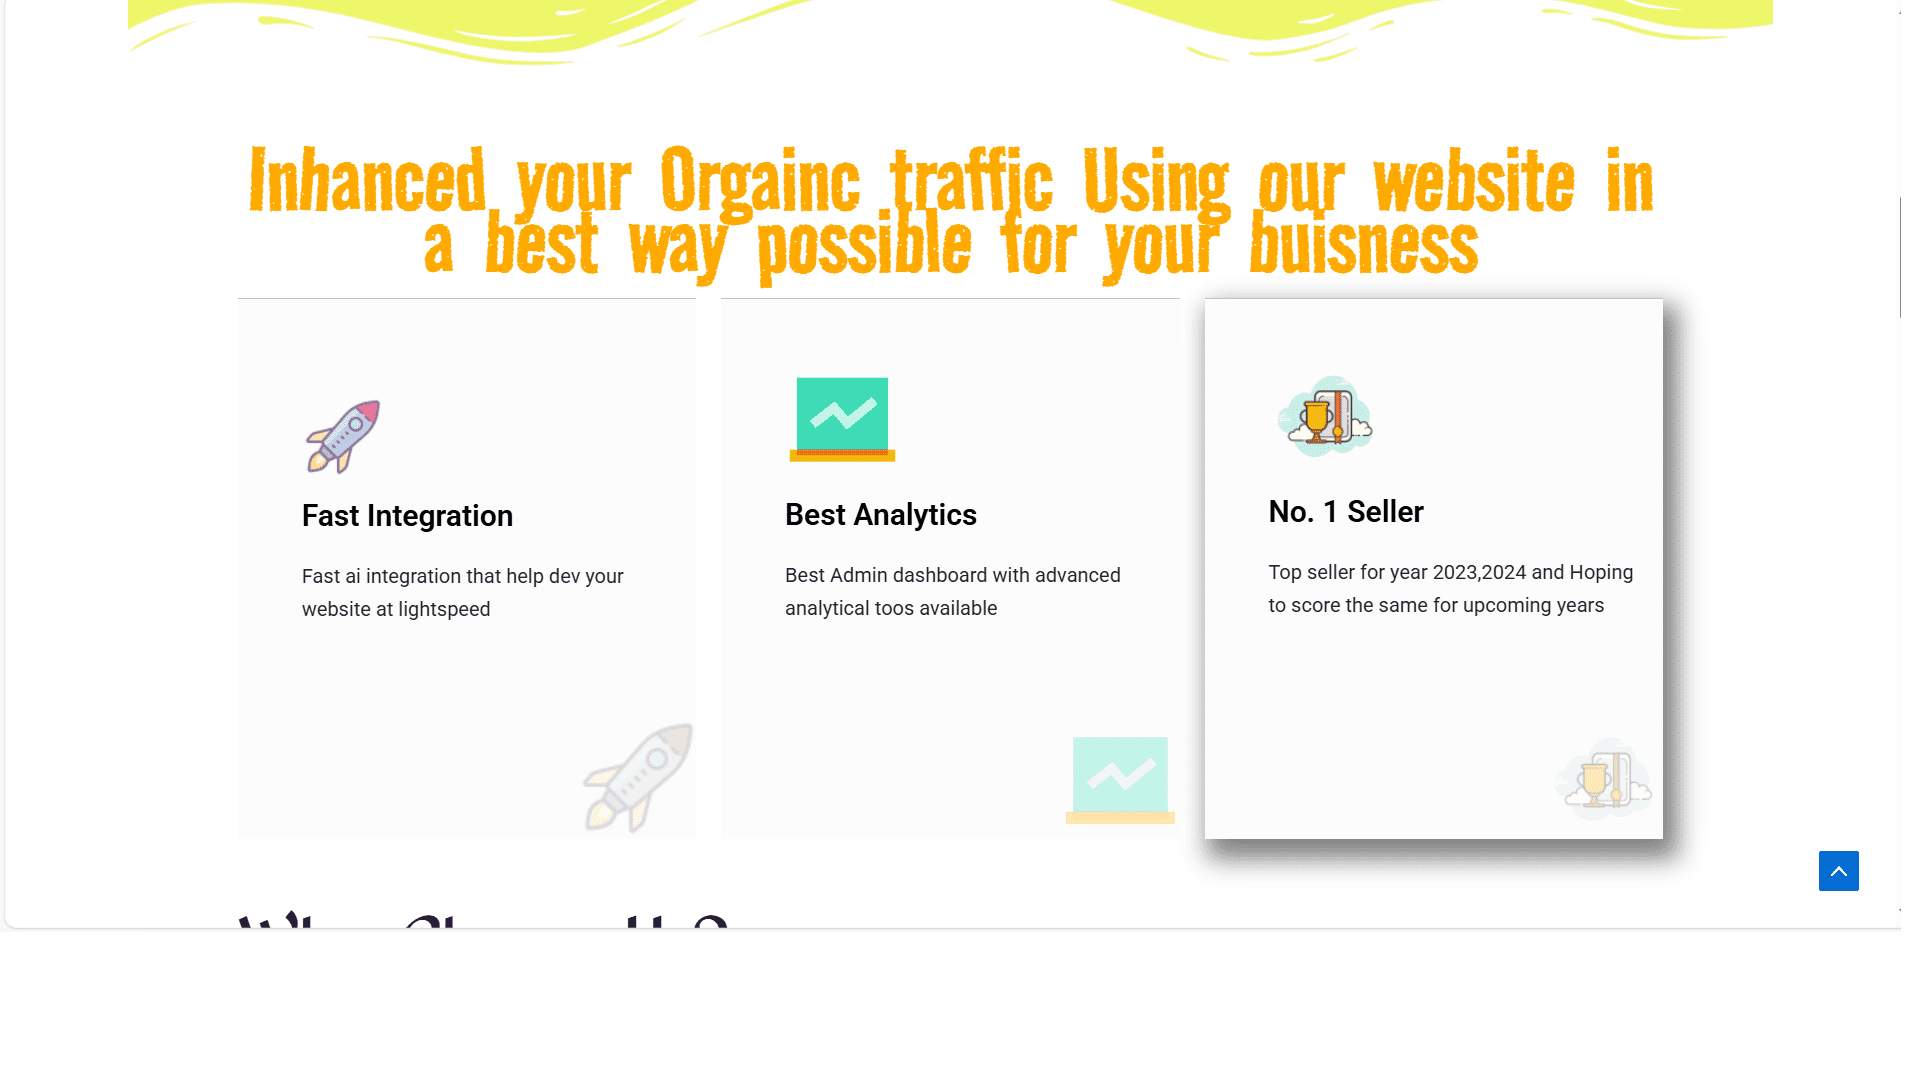 Inhanced your Orgainc traffic Using our website in
a best way possible for your buisness
Fast Integration
Fast ai integration that help dev your
website at lightspeed
Best Analytics
Best Admin dashboard with advanced
analytical toos available
No. 1 Seller
Top seller for year 2023,2024 and Hoping
to score the same for upcoming years